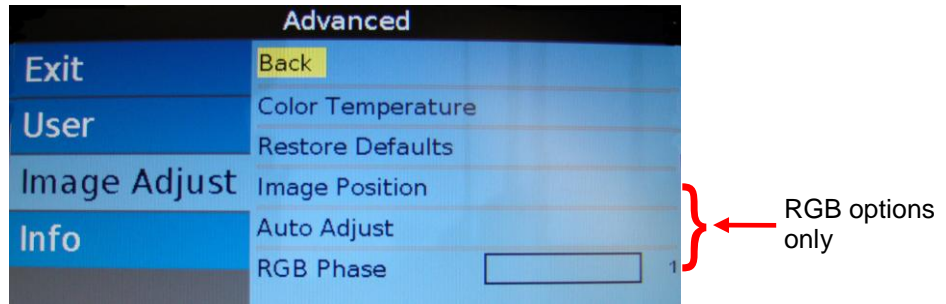 Advanced
Exit
User
Image Adjust
Info
Back
Color Temperature
Restore Defaults
Image Position
Auto Adjust
RGB Phase 1
RGB options
only